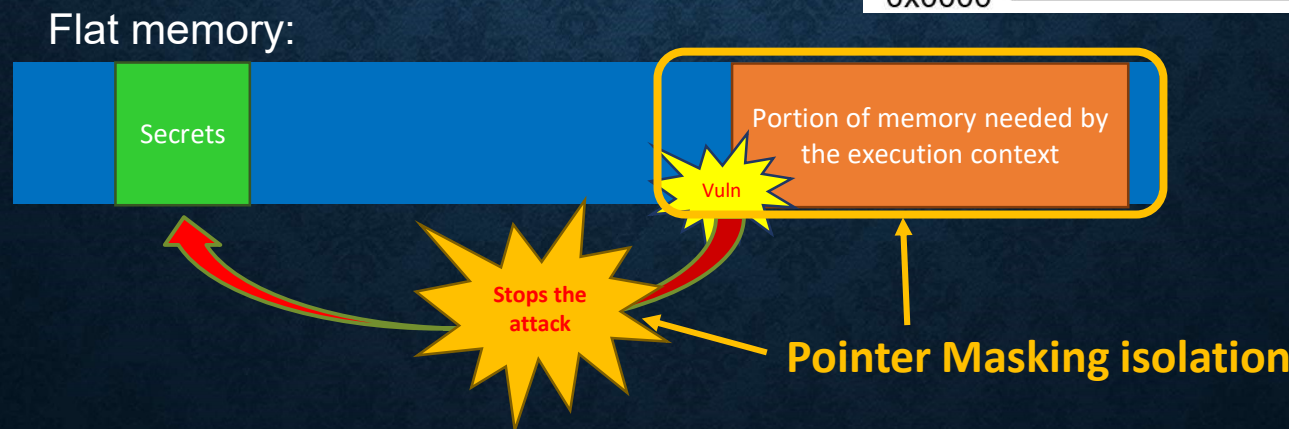 Flat memory:
Secrets
Portion of memory needed by
the execution context
Vuln
Stops the
attack
Pointer Masking isolation